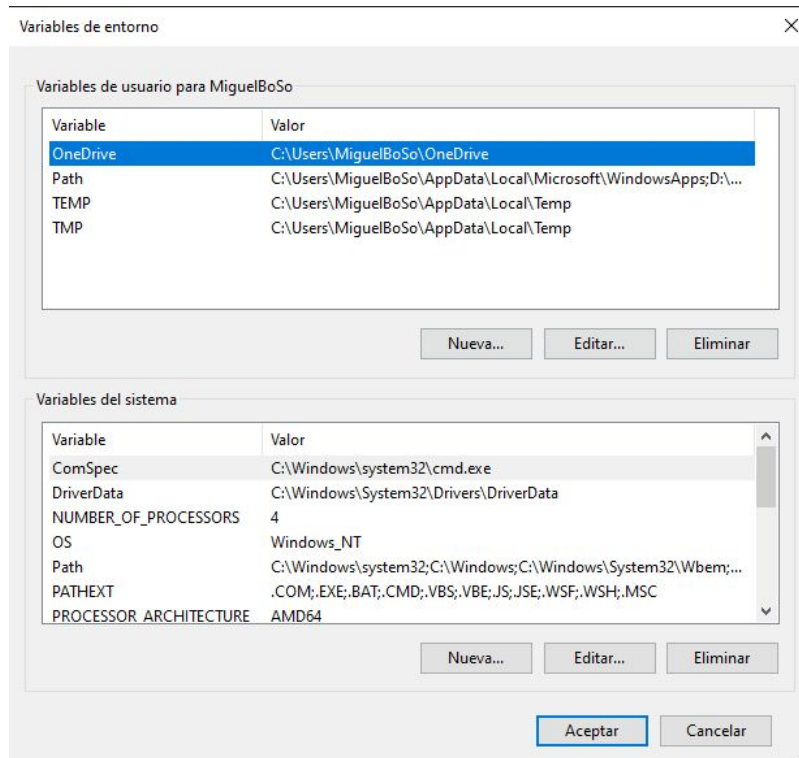 Variables de entorno
Variables de usuario para MiguelBoSo
Variable Valor
OneDrive C:\Users\MiguelBoSo\OneDrive
Path C:\Users\MiguelBoSo\AppData\Local\Microsoft\WindowsApps;D:\...
TEMP C:\Users\MiguelBoSo\AppData\Local\Temp
TMP C:\Users\MiguelBoSo\AppData\Local\Temp
Nueva... Editar... Eliminar
Variables del sistema
Variable Valor
ComSpec C:\Windows\system32\cmd.exe
DriverData C:\Windows\System32\Drivers\DriverData
NUMBER_OF_PROCESSORS 4
OS Windows_NT
Path C:\Windows\system32;C:\Windows;C:\Windows\System32\Wbem;...
PATHEXT .COM;.EXE;.BAT;.CMD;.VBS;.VBE;.JS;.JSE;.WSF;.WSH;.MSC
PROCESSOR_ARCHITECTURE AMD64
Nueva... Editar... Eliminar
Aceptar Cancelar